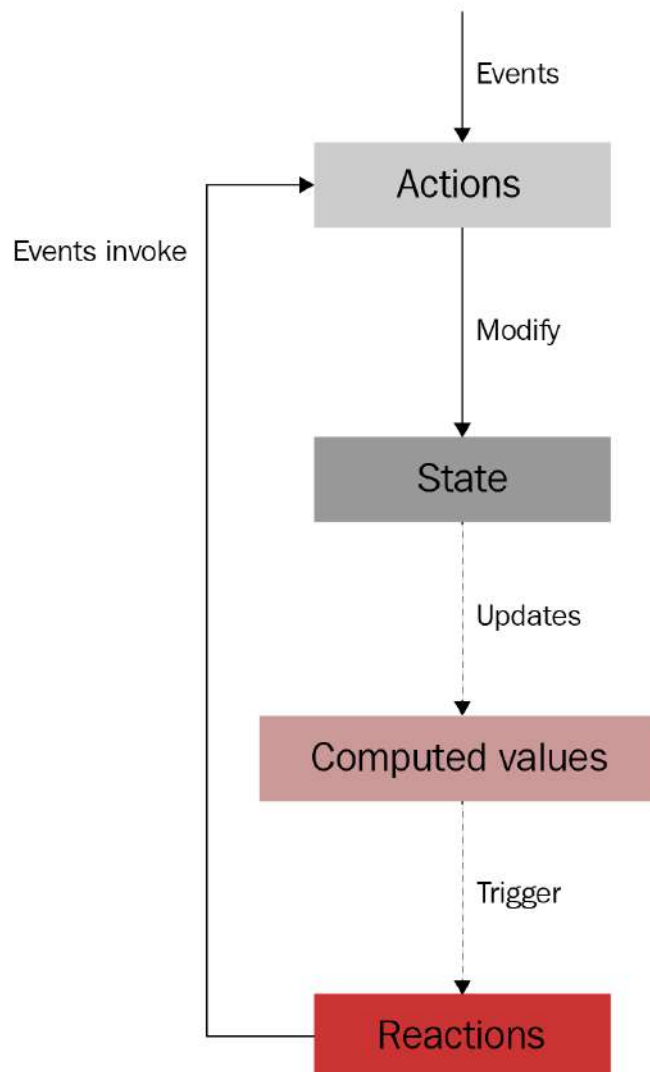 Events
Actions
Events invoke
Modify
State
Updates
Computed values
Trigger
Reactions